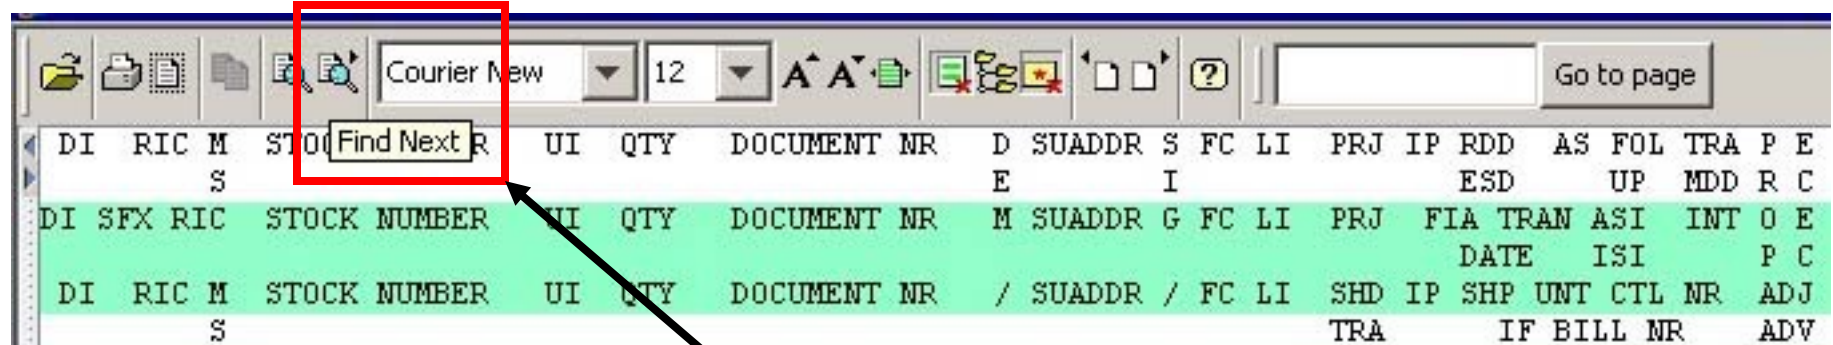 Courier New 12 A A ? Go to page
Find Next
DI RIC M STO R UI QTY DOCUMENT NR D SUADDR S FC LI PRJ IP RDD AS FOL TRA P E
S E I ESD UP MDD R C
DI SFX RIC STOCK NUMBER UI QTY DOCUMENT NR M SUADDR G FC LI PRJ FIA TRAN ASI INT O E
DATE ISI P C
DI RIC M STOCK NUMBER UI QTY DOCUMENT NR / SUADDR / FC LI SHD IP SHP UNT CTL NR ADJ
S TRA IF BILL NR ADV